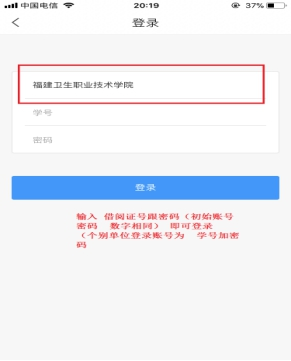 中国电信 20:19 37%
登录
福建卫生职业技术学院
学号
密码
登录
输入 借阅证号跟密码（初始账号
密码 数字相同） 即可登录
（个别单位登录账号为 学号加密
码